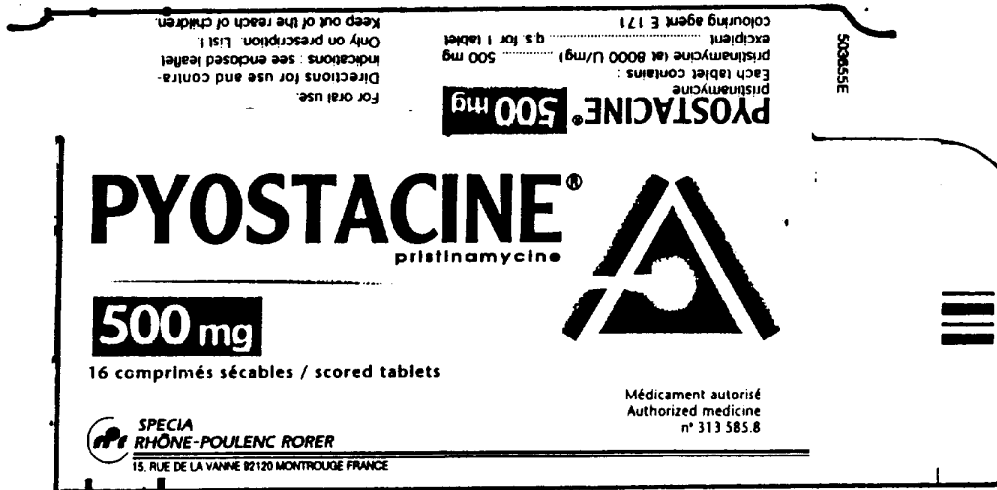 PYOSTACINE® 500 mg
pristinamycine
Each tablet contains :
pristinamycine (at 8000 U/mg) ............ 500 mg
excipient ........................ q.s. for 1 tablet
colouring agent E 171
For oral use.
Directions for use and contra-
indications : see enclosed leaflet
Only on prescription. List I.
Keep out of the reach of children.
503655E
PYOSTACINE®
pristinamycine
500 mg
16 comprimés sécables / scored tablets
Médicament autorisé
Authorized medicine
n° 313 585.8
SPECIA
RHÔNE-POULENC RORER
15, RUE DE LA VANNE 92120 MONTROUGE FRANCE